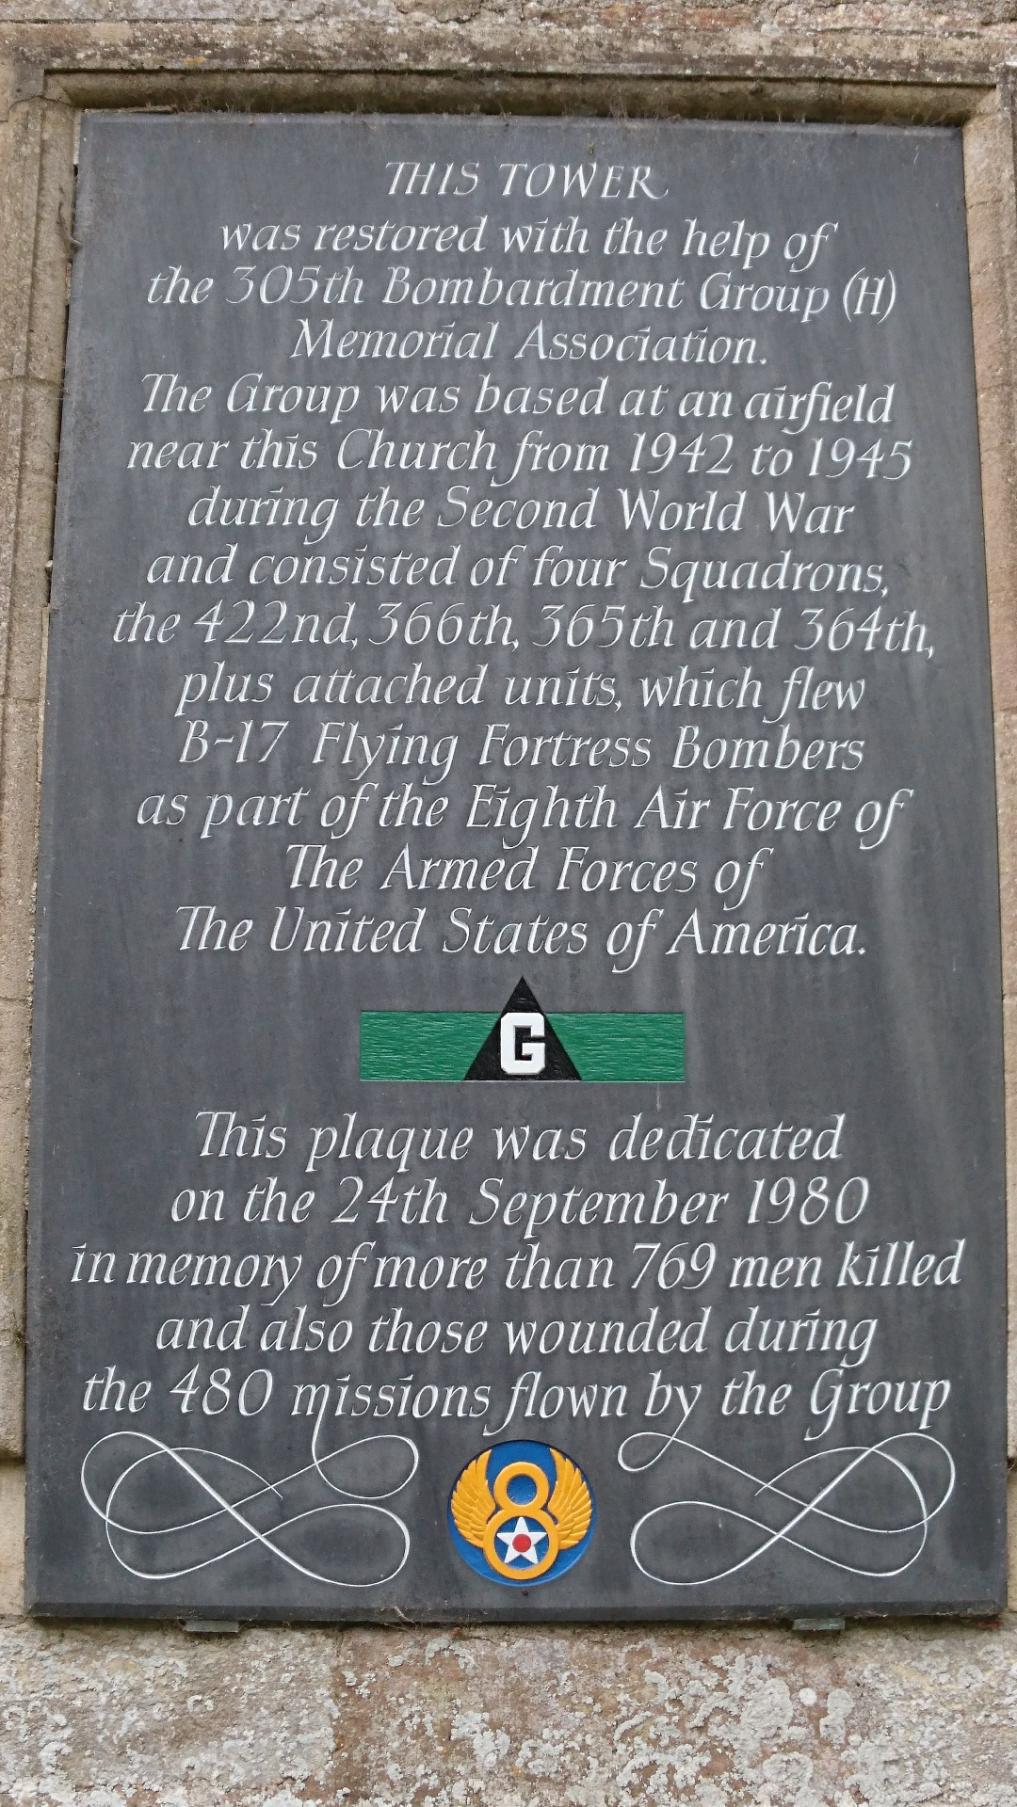 THIS TOWER
was restored with the help of
the 305th Bombardment Group (H)
Memorial Association.
The Group was based at an airfield
near this Church from 1942 to 1945
during the Second World War
and consisted of four Squadrons,
the 422nd, 366th, 365th and 364th,
plus attached units, which flew
B-17 Flying Fortress Bombers
as part of the Eighth Air Force of
The Armed Forces of
The United States of America.
G
This plaque was dedicated
on the 24th September 1980
in memory of more than 769 men killed
and also those wounded during
the 480 missions flown by the Group
8